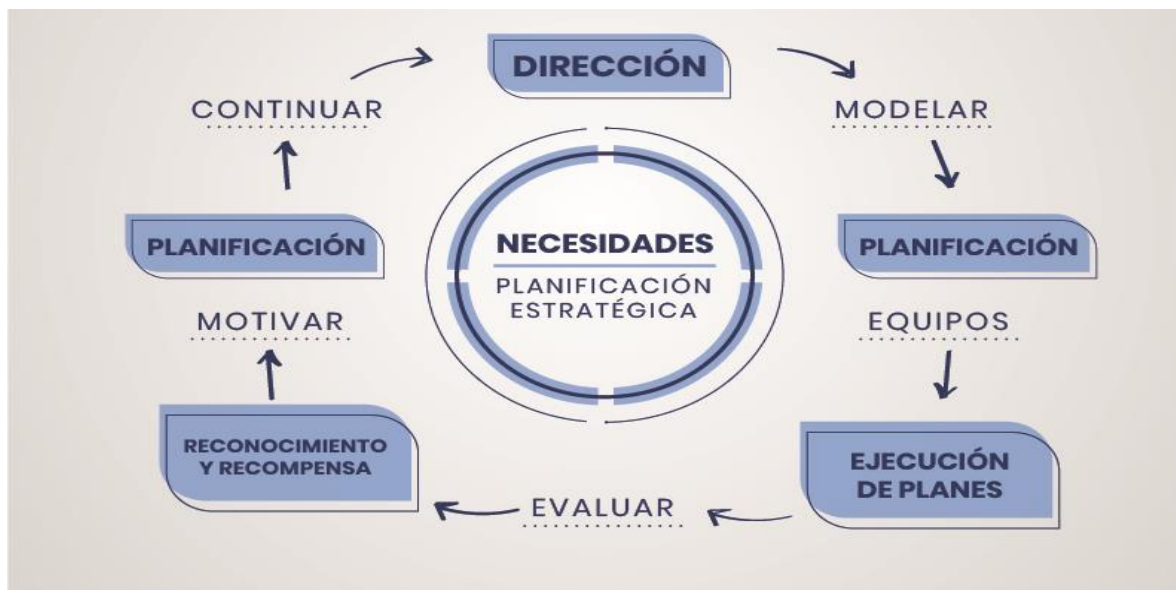 DIRECCIÓN
CONTINUAR
MODELAR
PLANIFICACIÓN
NECESIDADES
PLANIFICACIÓN
ESTRATÉGICA
PLANIFICACIÓN
MOTIVAR
EQUIPOS
RECONOCIMIENTO
Y RECOMPENSA
EJECUCIÓN
DE PLANES
EVALUAR